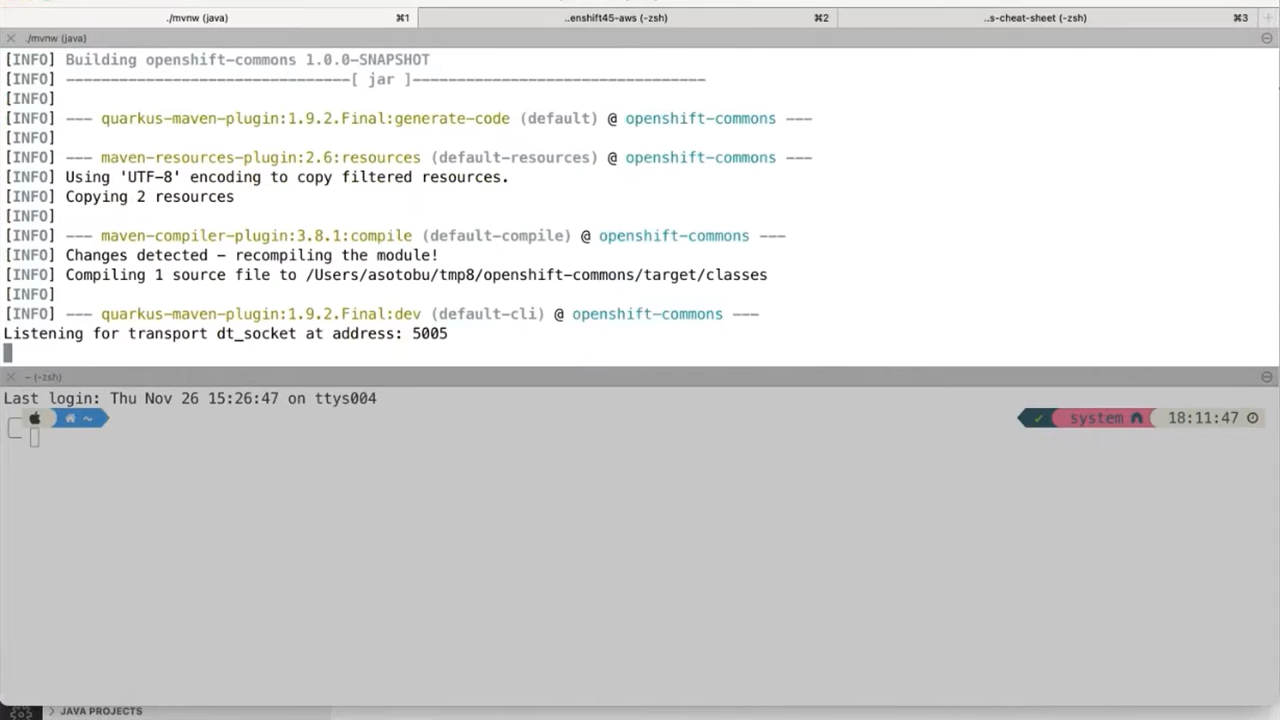 ./mvnw (java) ⌘1 ..enshift45-aws (-zsh) ⌘2 ..s-cheat-sheet (-zsh) ⌘3
./mvnw (java)
[INFO] Building openshift-commons 1.0.0-SNAPSHOT
[INFO] --------------------------------[ jar ]---------------------------------
[INFO]
[INFO] --- quarkus-maven-plugin:1.9.2.Final:generate-code (default) @ openshift-commons ---
[INFO]
[INFO] --- maven-resources-plugin:2.6:resources (default-resources) @ openshift-commons ---
[INFO] Using 'UTF-8' encoding to copy filtered resources.
[INFO] Copying 2 resources
[INFO]
[INFO] --- maven-compiler-plugin:3.8.1:compile (default-compile) @ openshift-commons ---
[INFO] Changes detected - recompiling the module!
[INFO] Compiling 1 source file to /Users/asotobu/tmp8/openshift-commons/target/classes
[INFO]
[INFO] --- quarkus-maven-plugin:1.9.2.Final:dev (default-cli) @ openshift-commons ---
Listening for transport dt_socket at address: 5005
~ (-zsh)
Last login: Thu Nov 26 15:26:47 on ttys004
~ ✓ system 18:11:47
> JAVA PROJECTS